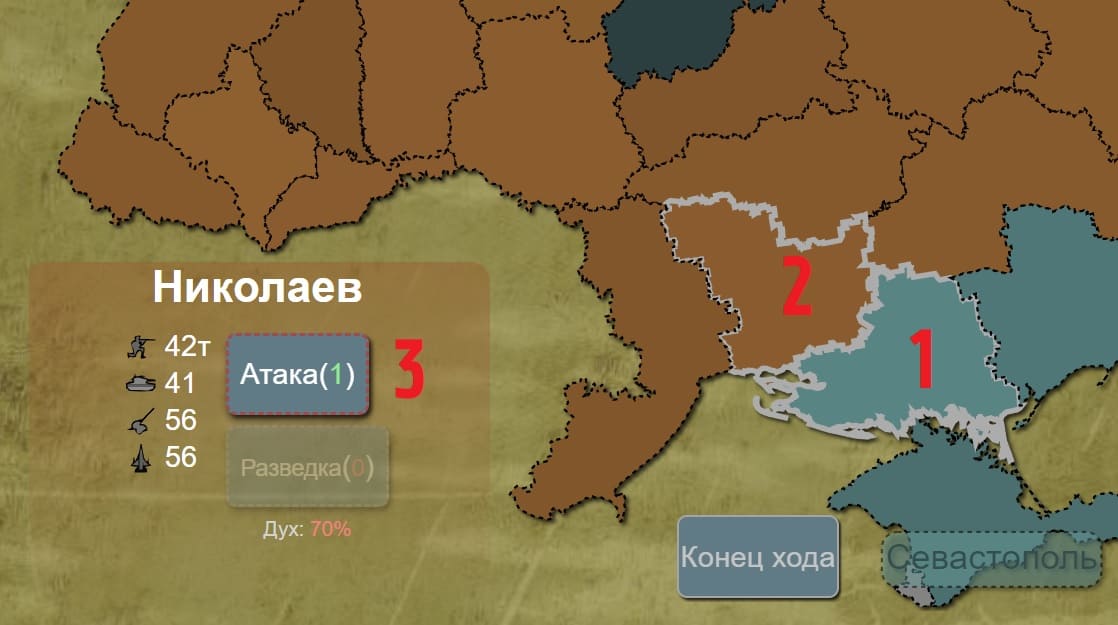 2
Николаев
1
42т
Атака(1)
3
41
56
Разведка(0)
56
Дух: 70%
Конец хода
Севастополь